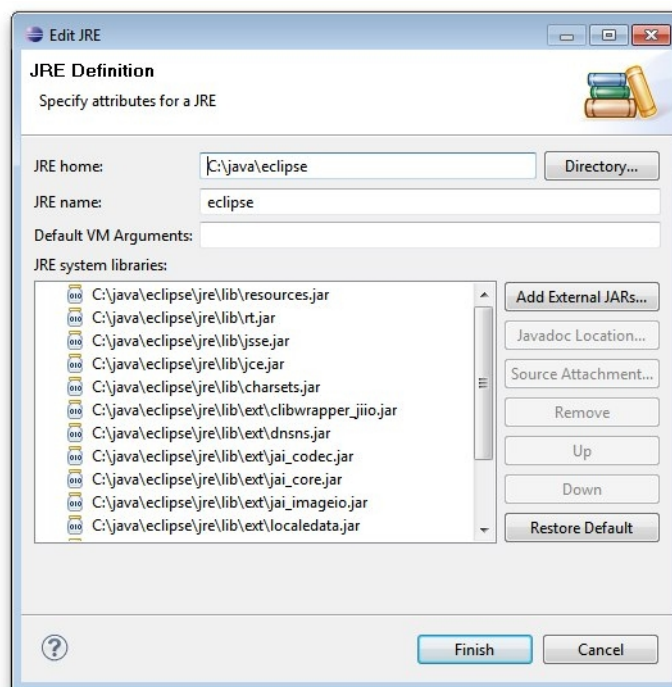 Edit JRE
JRE Definition
Specify attributes for a JRE
JRE home: C:\java\eclipse Directory...
JRE name: eclipse
Default VM Arguments:
JRE system libraries:
C:\java\eclipse\jre\lib\resources.jar Add External JARs...
C:\java\eclipse\jre\lib\rt.jar
C:\java\eclipse\jre\lib\jsse.jar Javadoc Location...
C:\java\eclipse\jre\lib\jce.jar Source Attachment...
C:\java\eclipse\jre\lib\charsets.jar
C:\java\eclipse\jre\lib\ext\clibwrapper_jiio.jar Remove
C:\java\eclipse\jre\lib\ext\dnsns.jar
C:\java\eclipse\jre\lib\ext\jai_codec.jar Up
C:\java\eclipse\jre\lib\ext\jai_core.jar
C:\java\eclipse\jre\lib\ext\jai_imageio.jar Down
C:\java\eclipse\jre\lib\ext\localedata.jar Restore Default
? Finish Cancel